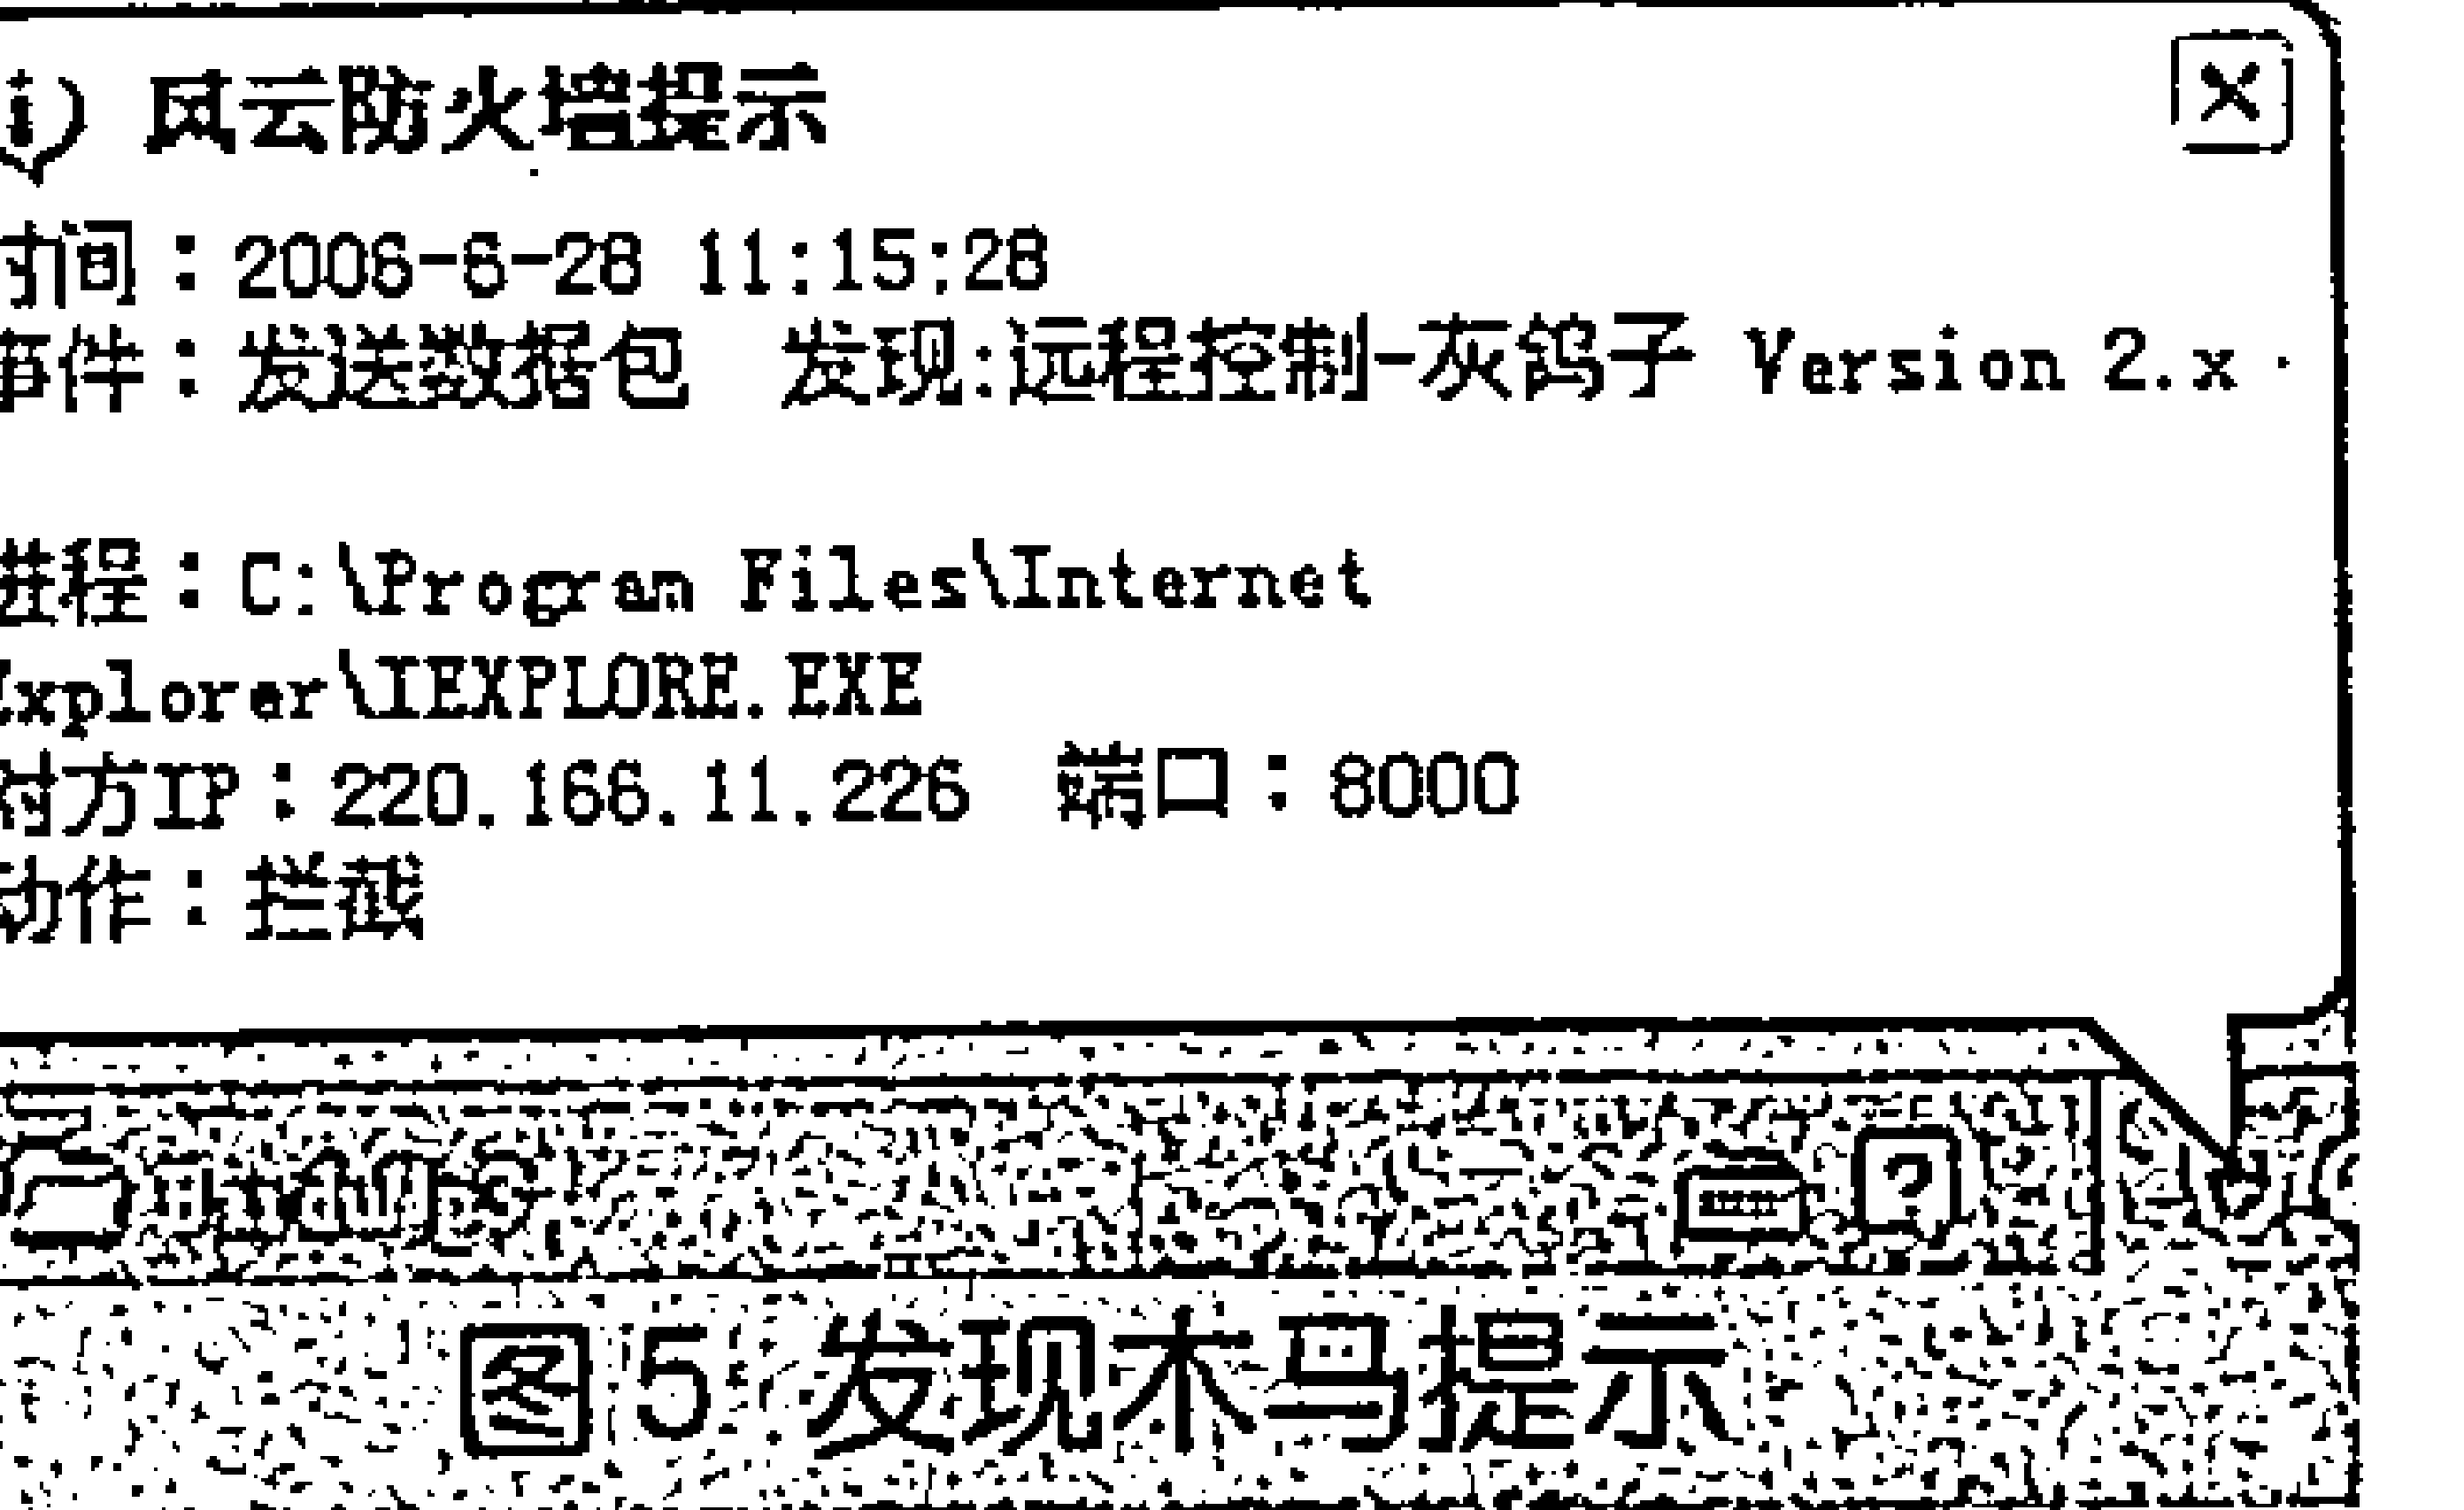 风云防火墙提示
时间：2006-6-28 11:15:28
事件：发送数据包 发现:远程控制-灰鸽子 Version 2.x
进程：C:\Program Files\Internet
Explorer\IEXPLORE.EXE
对方IP：220.166.11.226 端口：8000
动作：拦截
图 5 发现木马提示